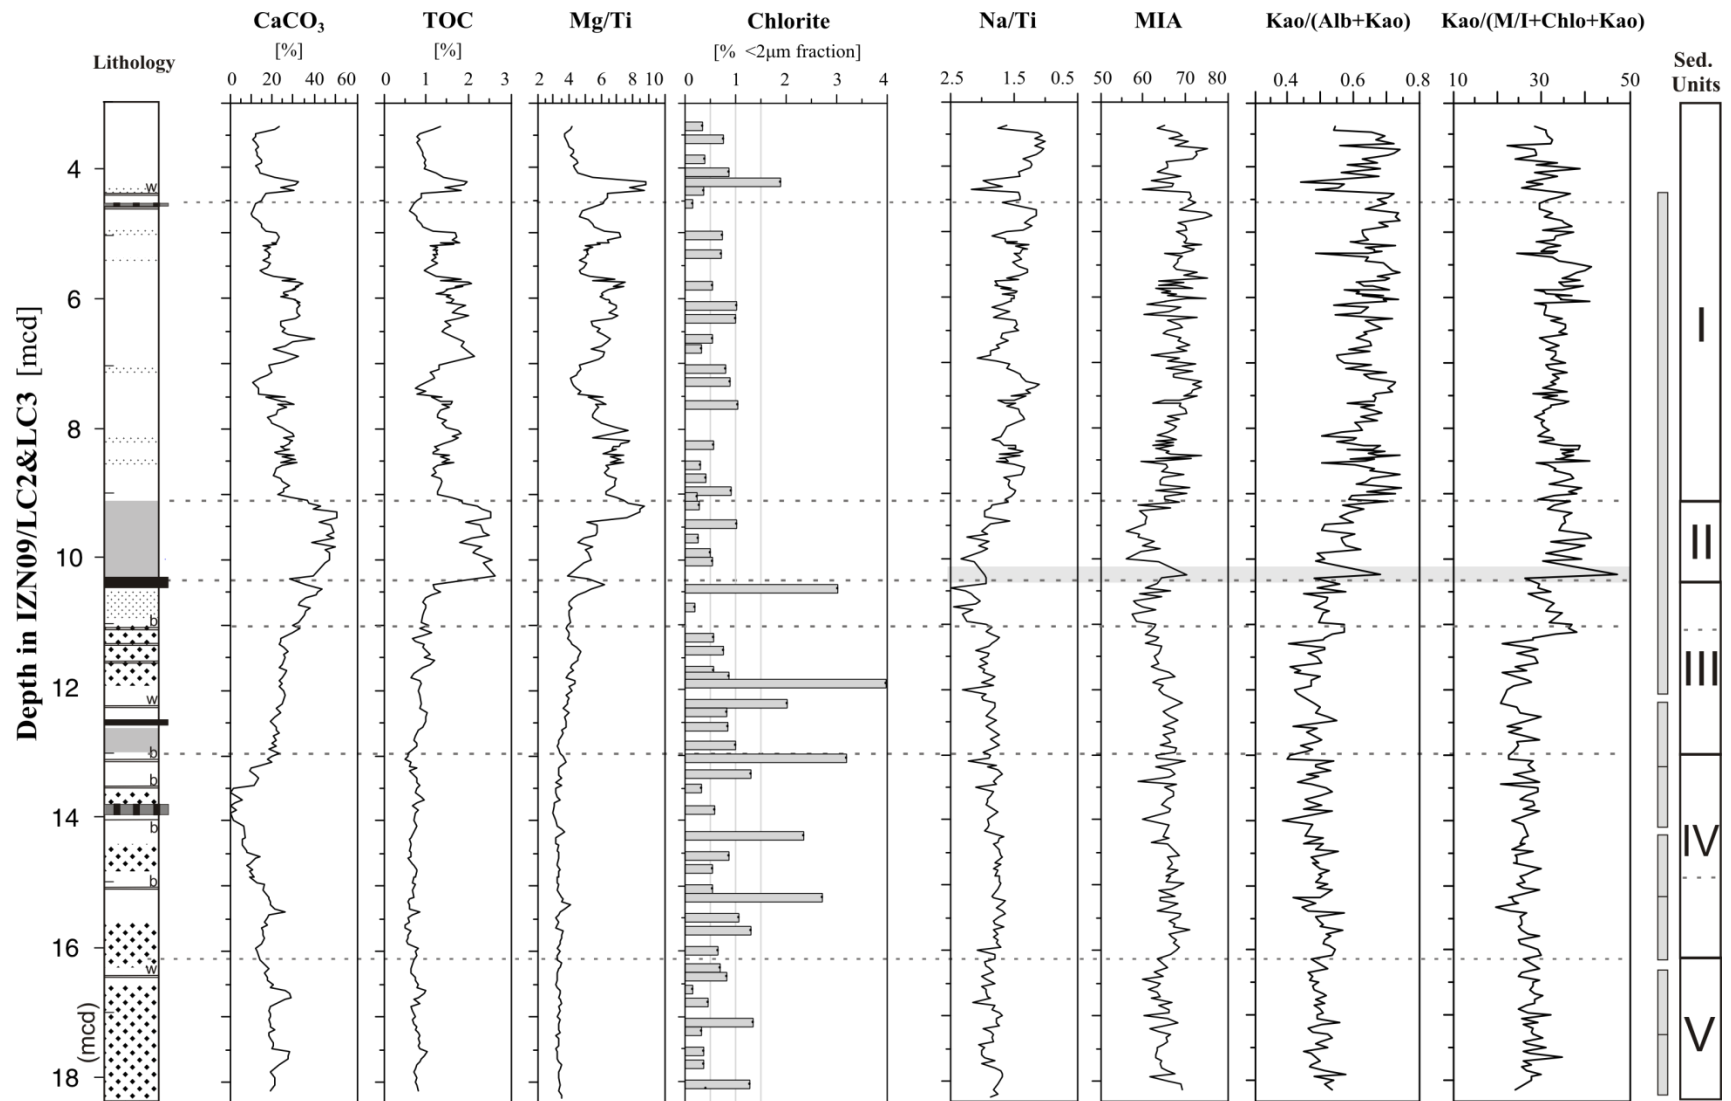 CaCO₃ TOC Mg/Ti Chlorite Na/Ti MIA Kao/(Alb+Kao) Kao/(M/I+Chlo+Kao)
[%] [%] [% <2μm fraction]
Lithology Sed. Units
0 20 40 60 0 1 2 3 2 4 6 8 10 0 1 2 3 4 2.5 1.5 0.5 50 60 70 80 0.4 0.6 0.8 10 30 50
Depth in IZN09/LC2&LC3 [mcd]
4
w
6
I
8
10
II
b
12
III
w
b
b
14
b
IV
b
16
w
(mcd)
V
18